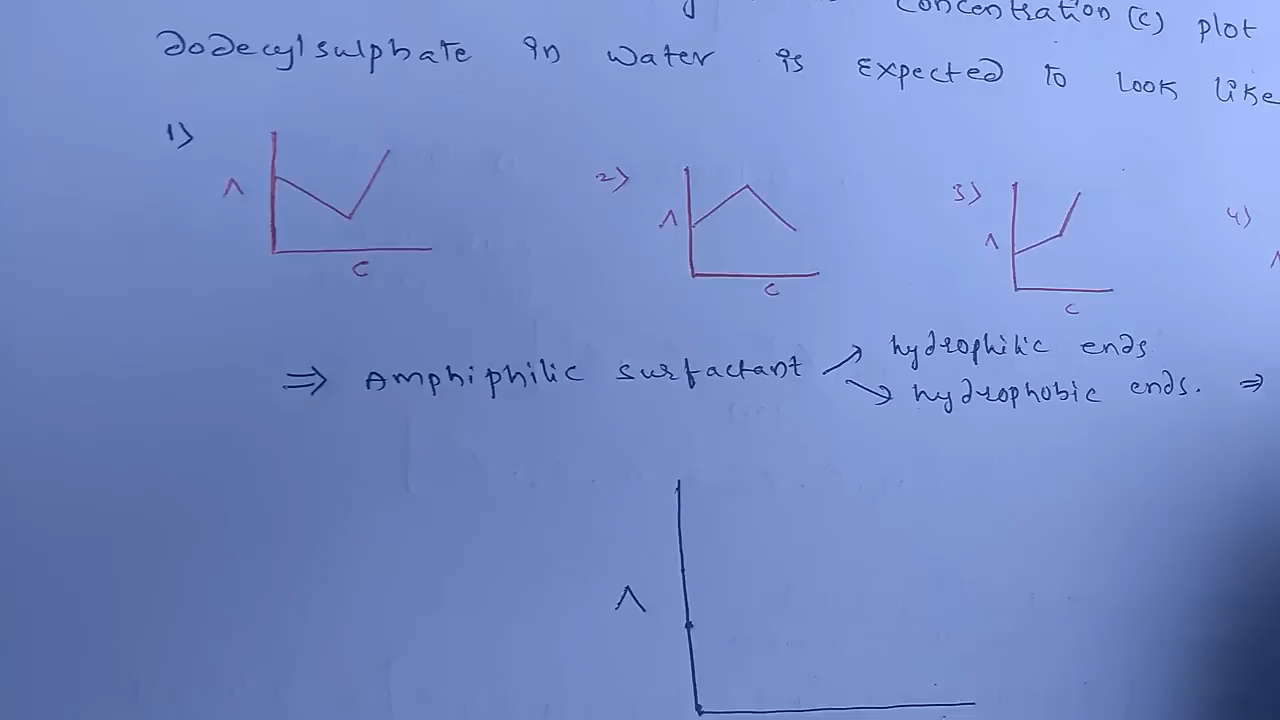 Concentration (c) plot
dodecylsulphate in water is expected to look like
1) 2) 3) 4)
Λ Λ Λ Λ
C C C
⇒ Amphiphilic surfactant ↗ hydrophilic ends
↘ hydrophobic ends. ⇒
Λ